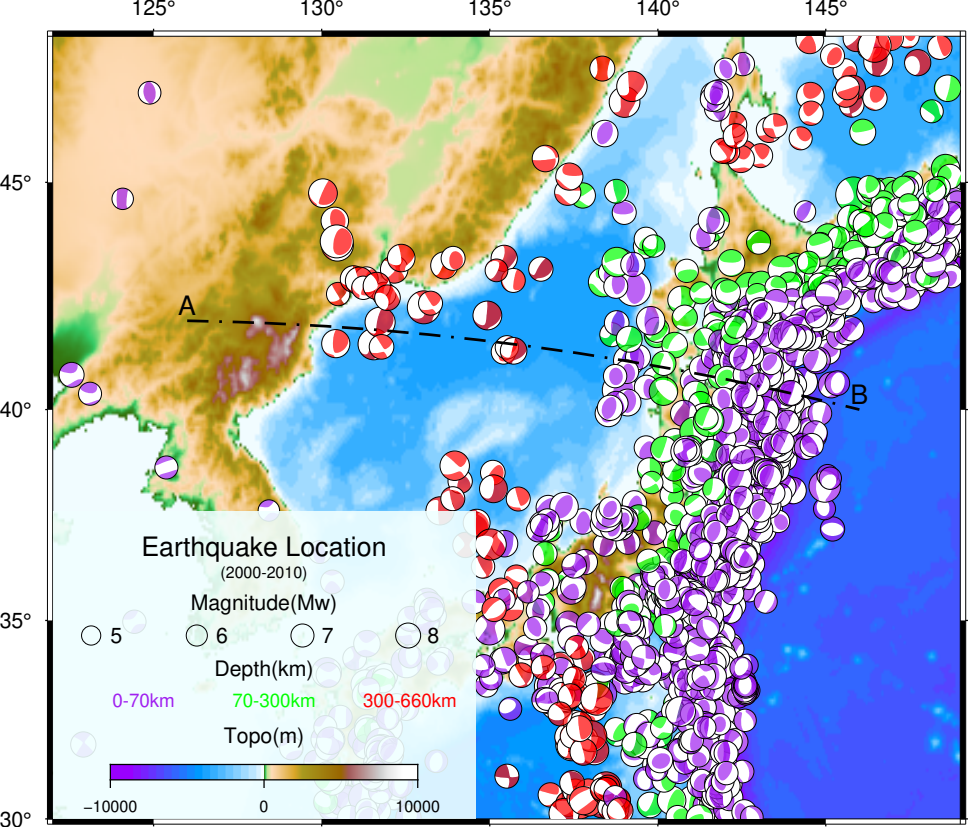 125° 130° 135° 140° 145°
45°
A
B
40°
Earthquake Location
(2000-2010)
Magnitude(Mw)
35°
5 6 7 8
Depth(km)
0-70km 70-300km 300-660km
Topo(m)
−10000 0 10000
30°